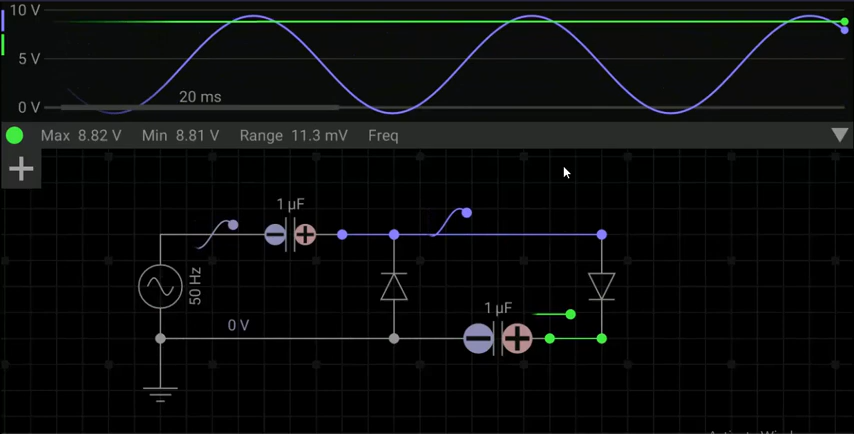 10 V
5 V
0 V
20 ms
Max 8.82 V Min 8.81 V Range 11.3 mV Freq
1 µF
50 Hz
1 µF
0 V